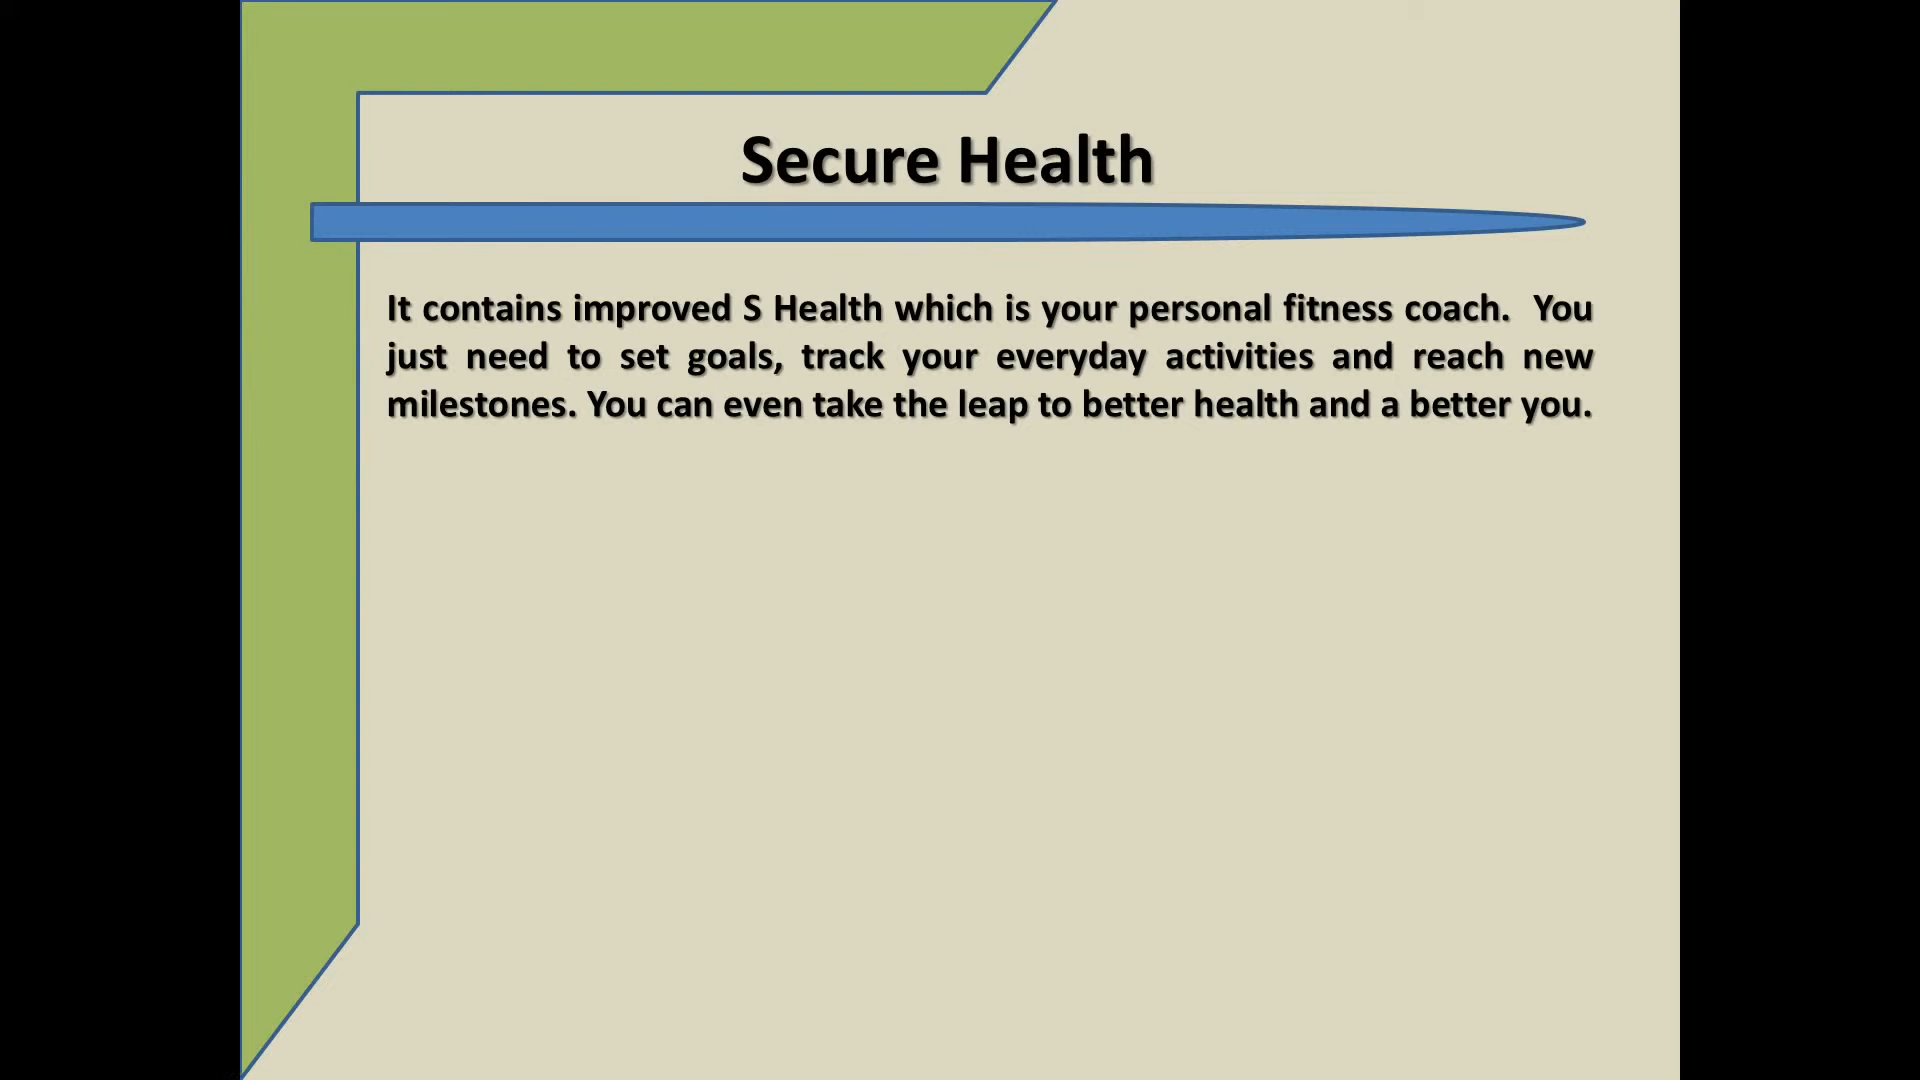 Secure Health
It contains improved S Health which is your personal fitness coach.  You
just need to set goals, track your everyday activities and reach new
milestones. You can even take the leap to better health and a better you.